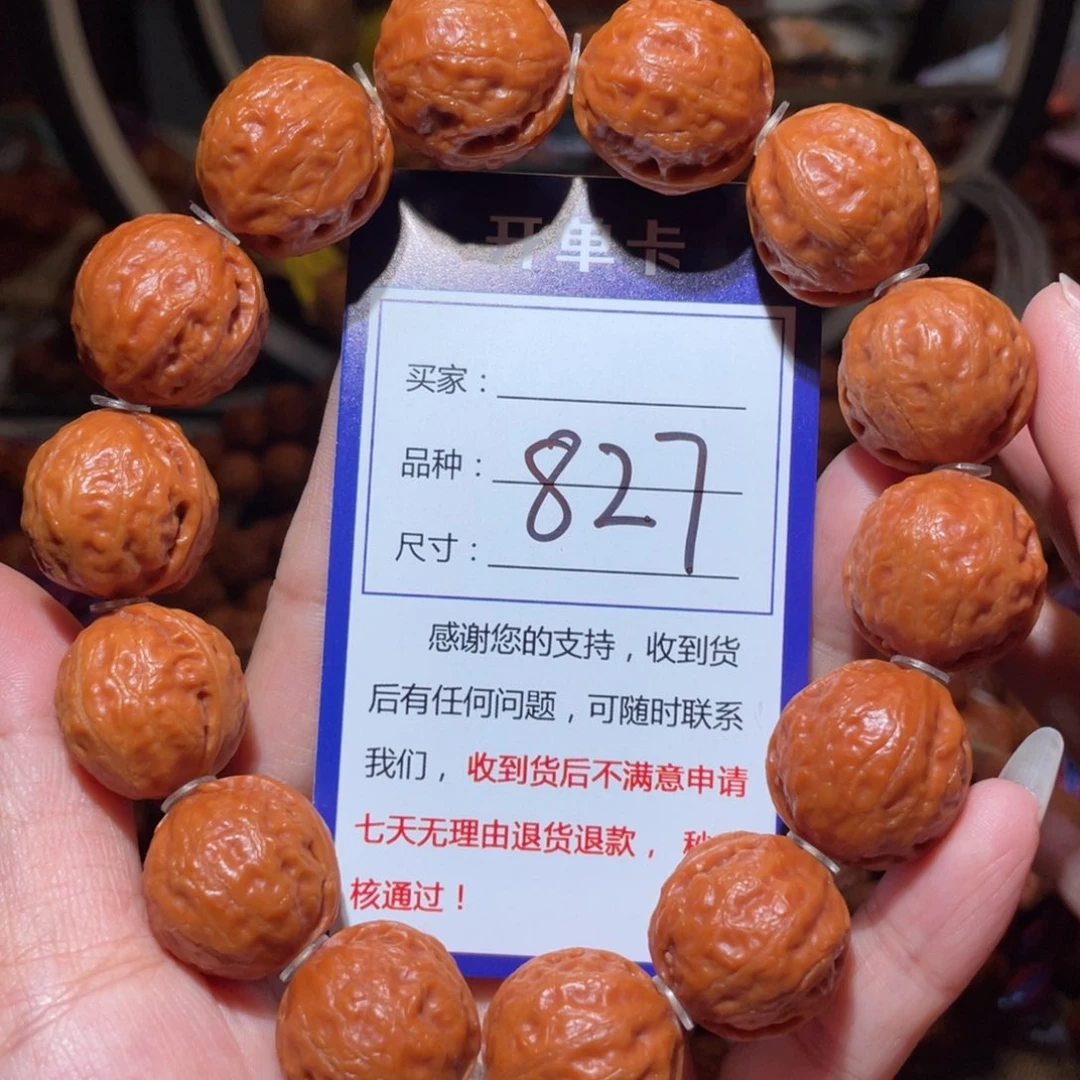 开单卡
买家：
品种：
827
尺寸：
感谢您的支持，收到货
后有任何问题，可随时联系
我们，收到货后不满意申请
七天无理由退货退款，
核通过！